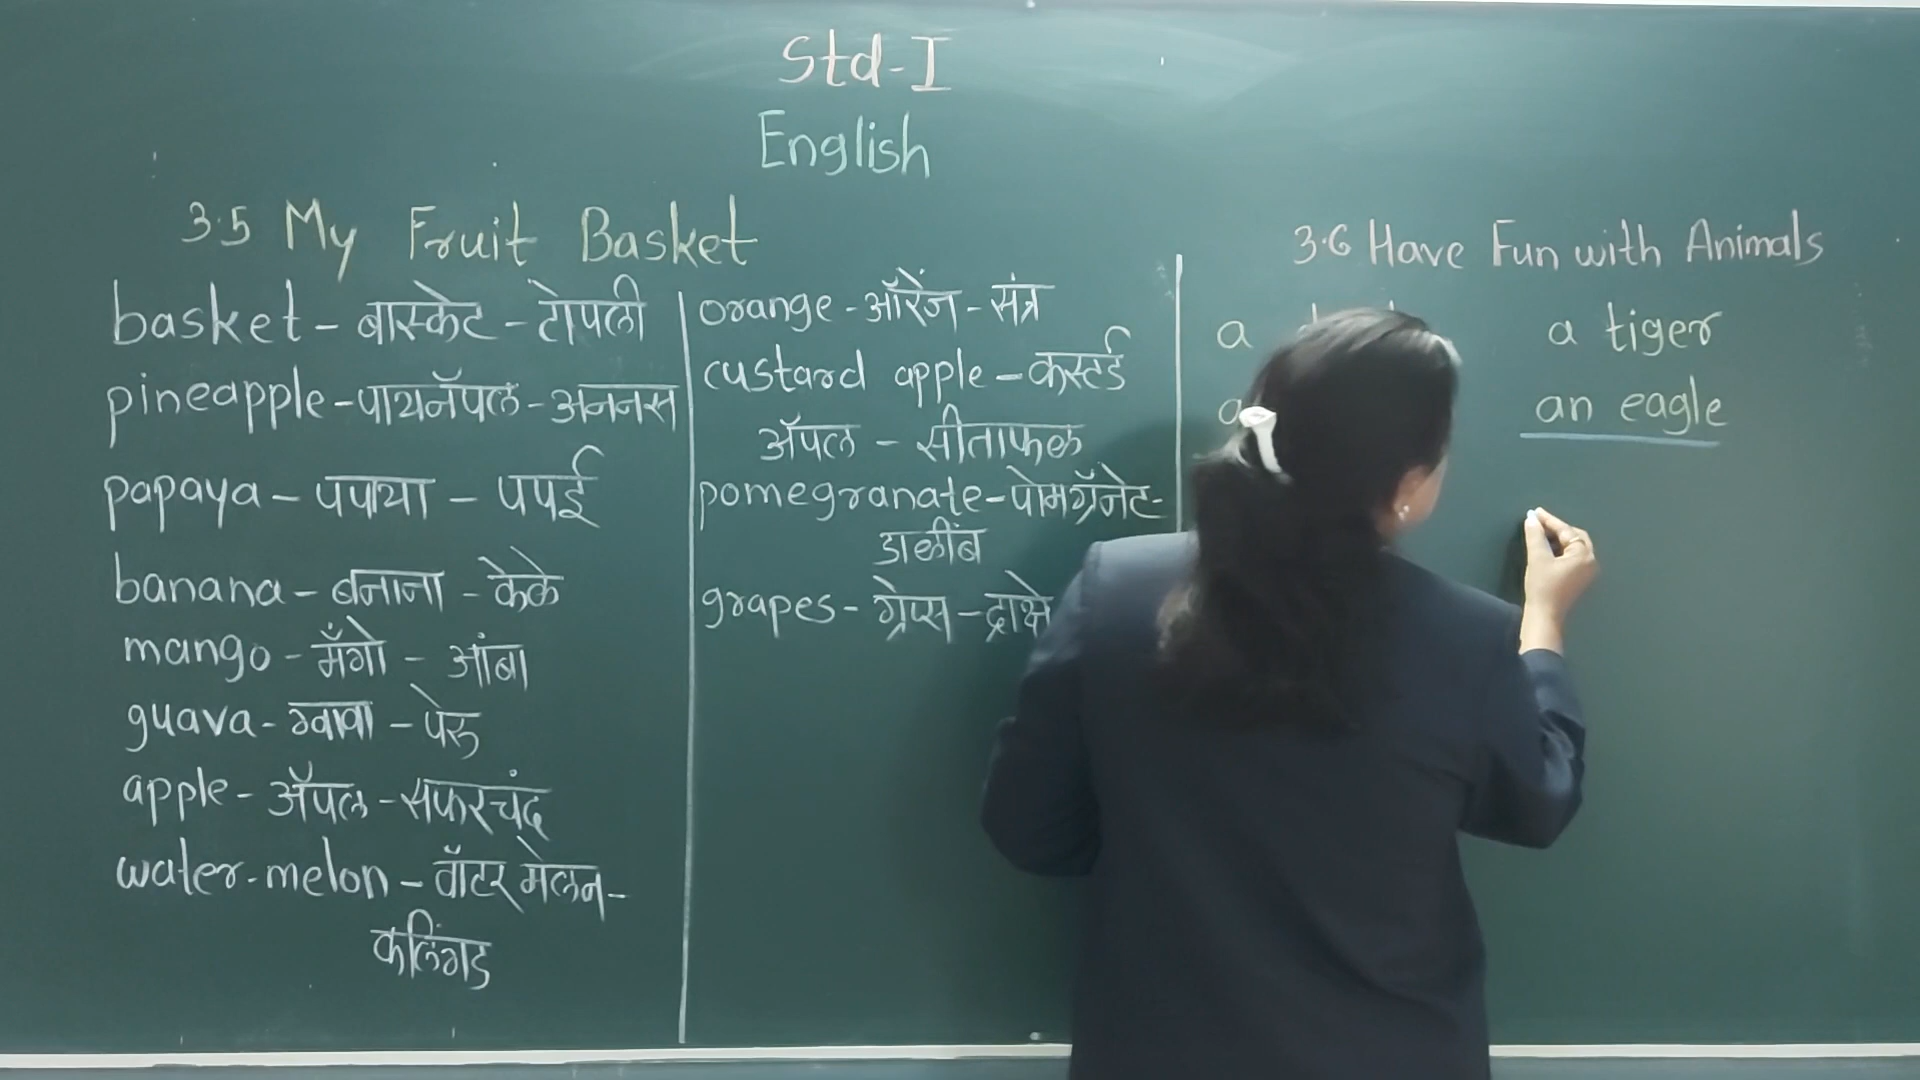 Std-I
English
3.5 My Fruit Basket
basket - बास्केट - टोपली
pineapple - पायनॅपल - अननस
papaya - पपाया - पपई
banana - बनाना - केळे
mango - मँगो - आंबा
guava - ग्वावा - पेरू
apple - ॲपल - सफरचंद
water-melon - वॉटर मेलन -
कलिंगड
orange - ऑरेंज - संत्र
custard apple - कस्टर्ड
ॲपल - सीताफळ
pomegranate - पोमग्रॅनेट -
डाळींब
grapes - ग्रेप्स - द्राक्षे
3.6 Have Fun with Animals
a
a tiger
an eagle